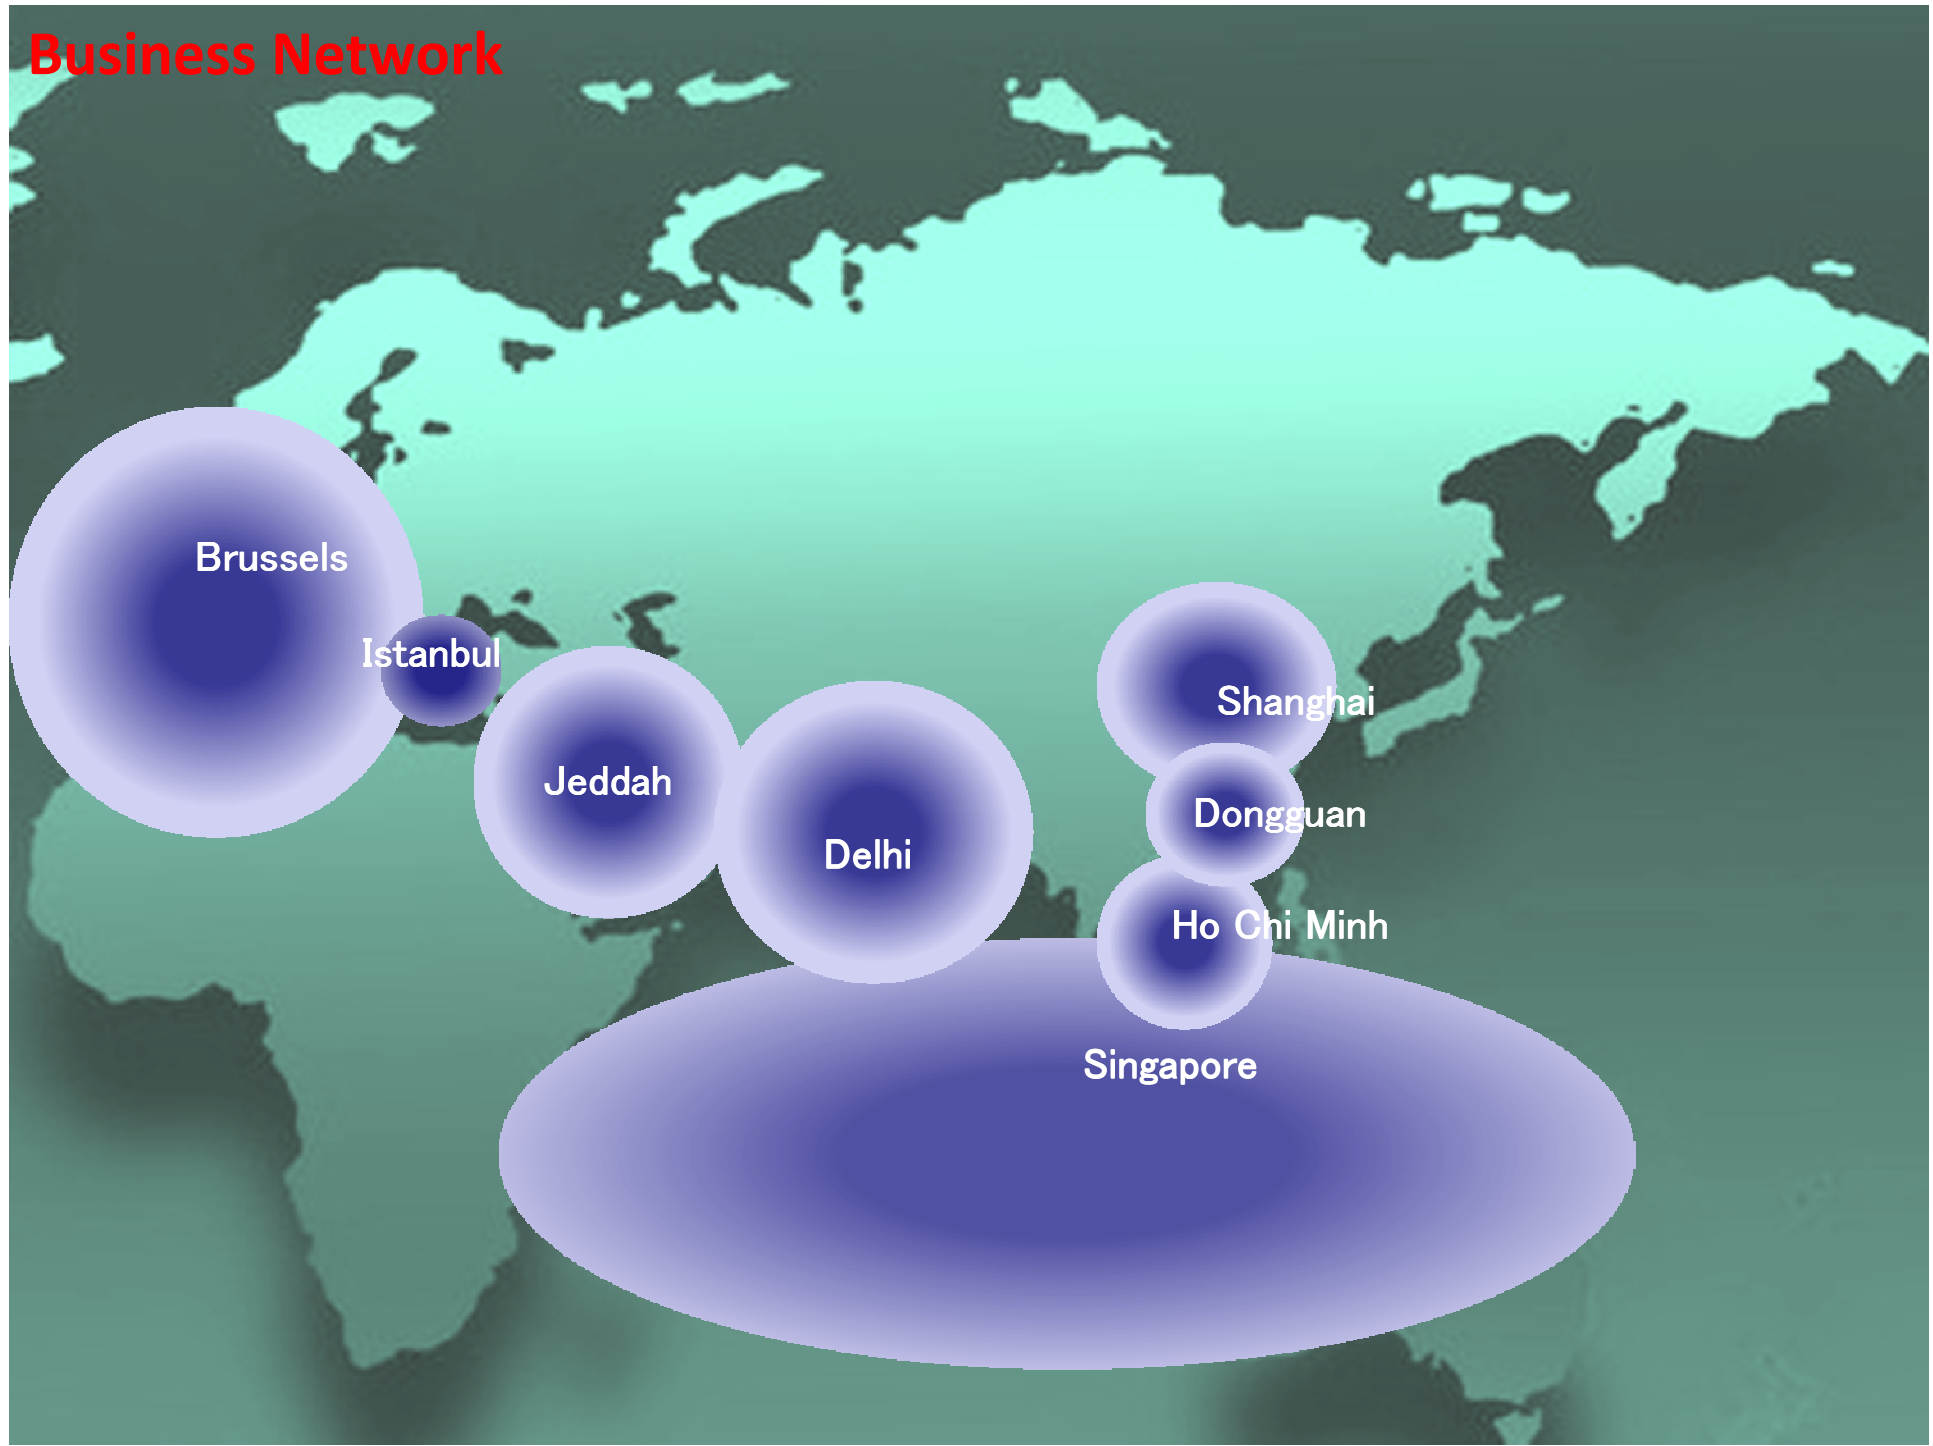 Business Network
Brussels
Istanbul
Shanghai
Jeddah
Dongguan
Delhi
Ho Chi Minh
Singapore